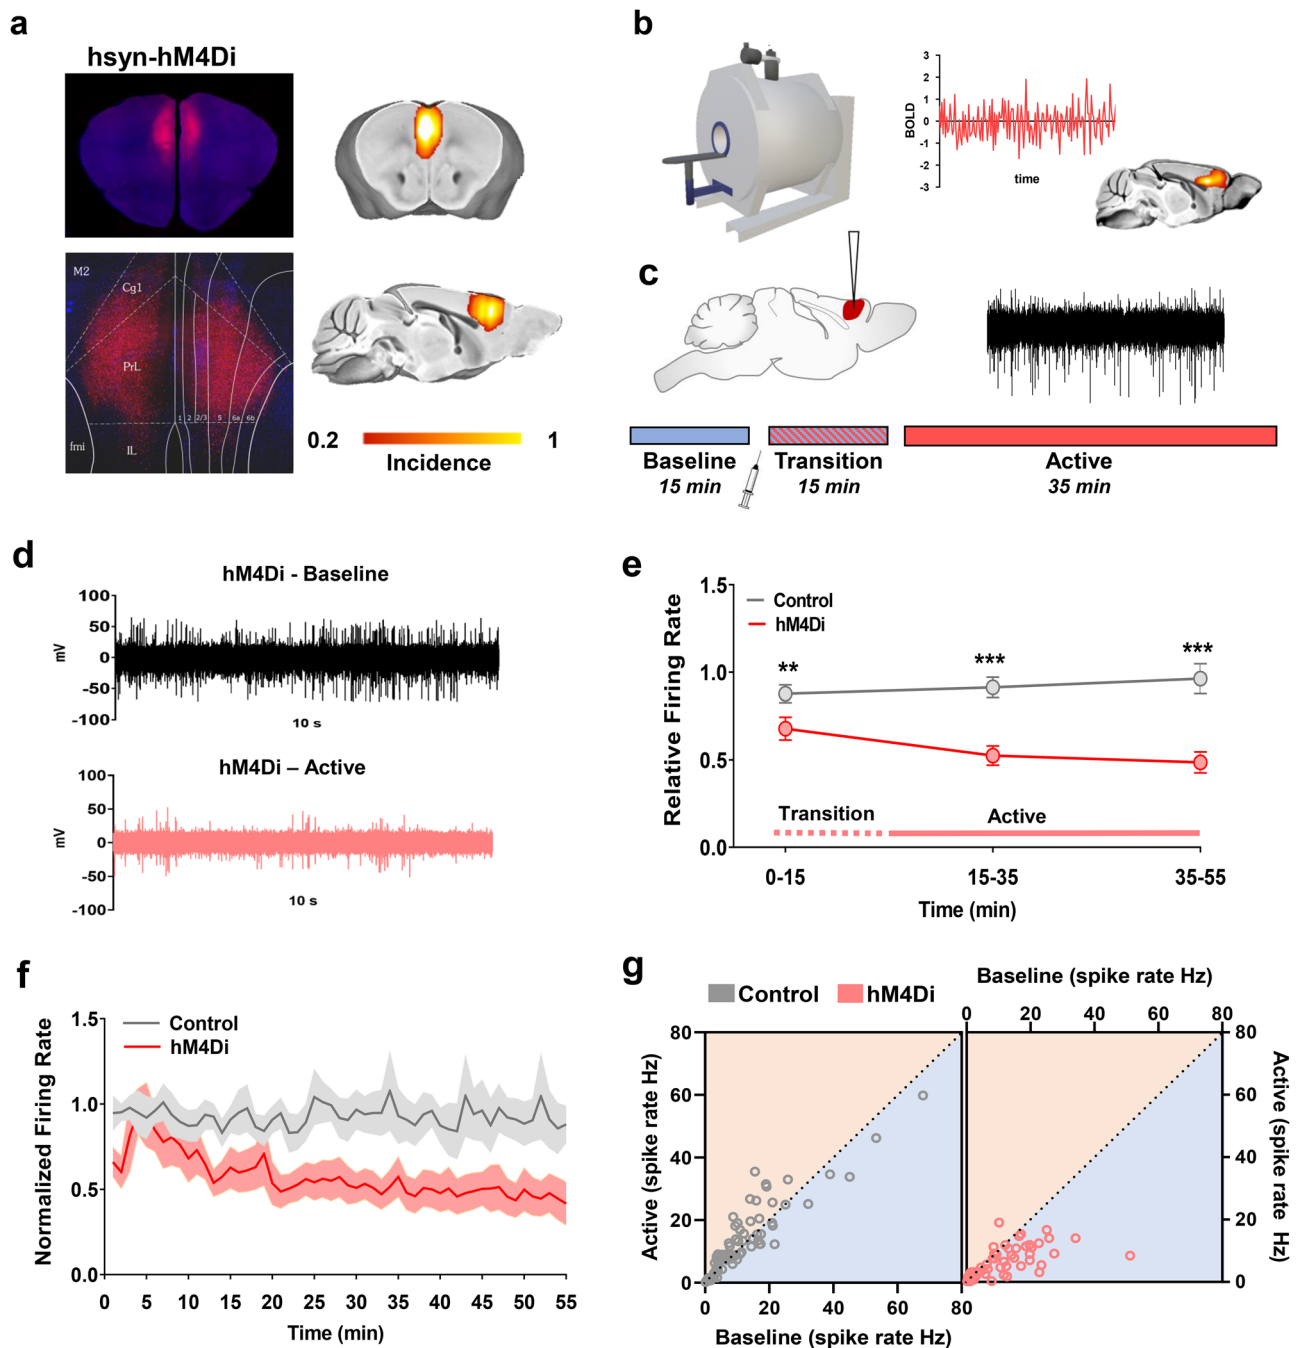 a
hsyn-hM4Di
M2
Cg1
PrL
1 2 2/3 5 6a 6b
fmi
IL
0.2 1
Incidence
b
3
2
1
0
-1
-2
-3
BOLD
time
c
Baseline
15 min
Transition
15 min
Active
35 min
d
hM4Di - Baseline
100
50
0
-50
-100
mV
10 s
hM4Di – Active
100
50
0
-50
-100
mV
10 s
e
1.5
1.0
0.5
0.0
Relative Firing Rate
Control
hM4Di
**
***
***
Transition
Active
0-15 15-35 35-55
Time (min)
f
1.5
1.0
0.5
0.0
Normalized Firing Rate
Control
hM4Di
0 5 10 15 20 25 30 35 40 45 50 55
Time (min)
g
Control hM4Di
80
60
40
20
0
Active (spike rate Hz)
0 20 40 60 80
Baseline (spike rate Hz)
Baseline (spike rate Hz)
0 20 40 60 80
80
60
40
20
0
Active (spike rate Hz)